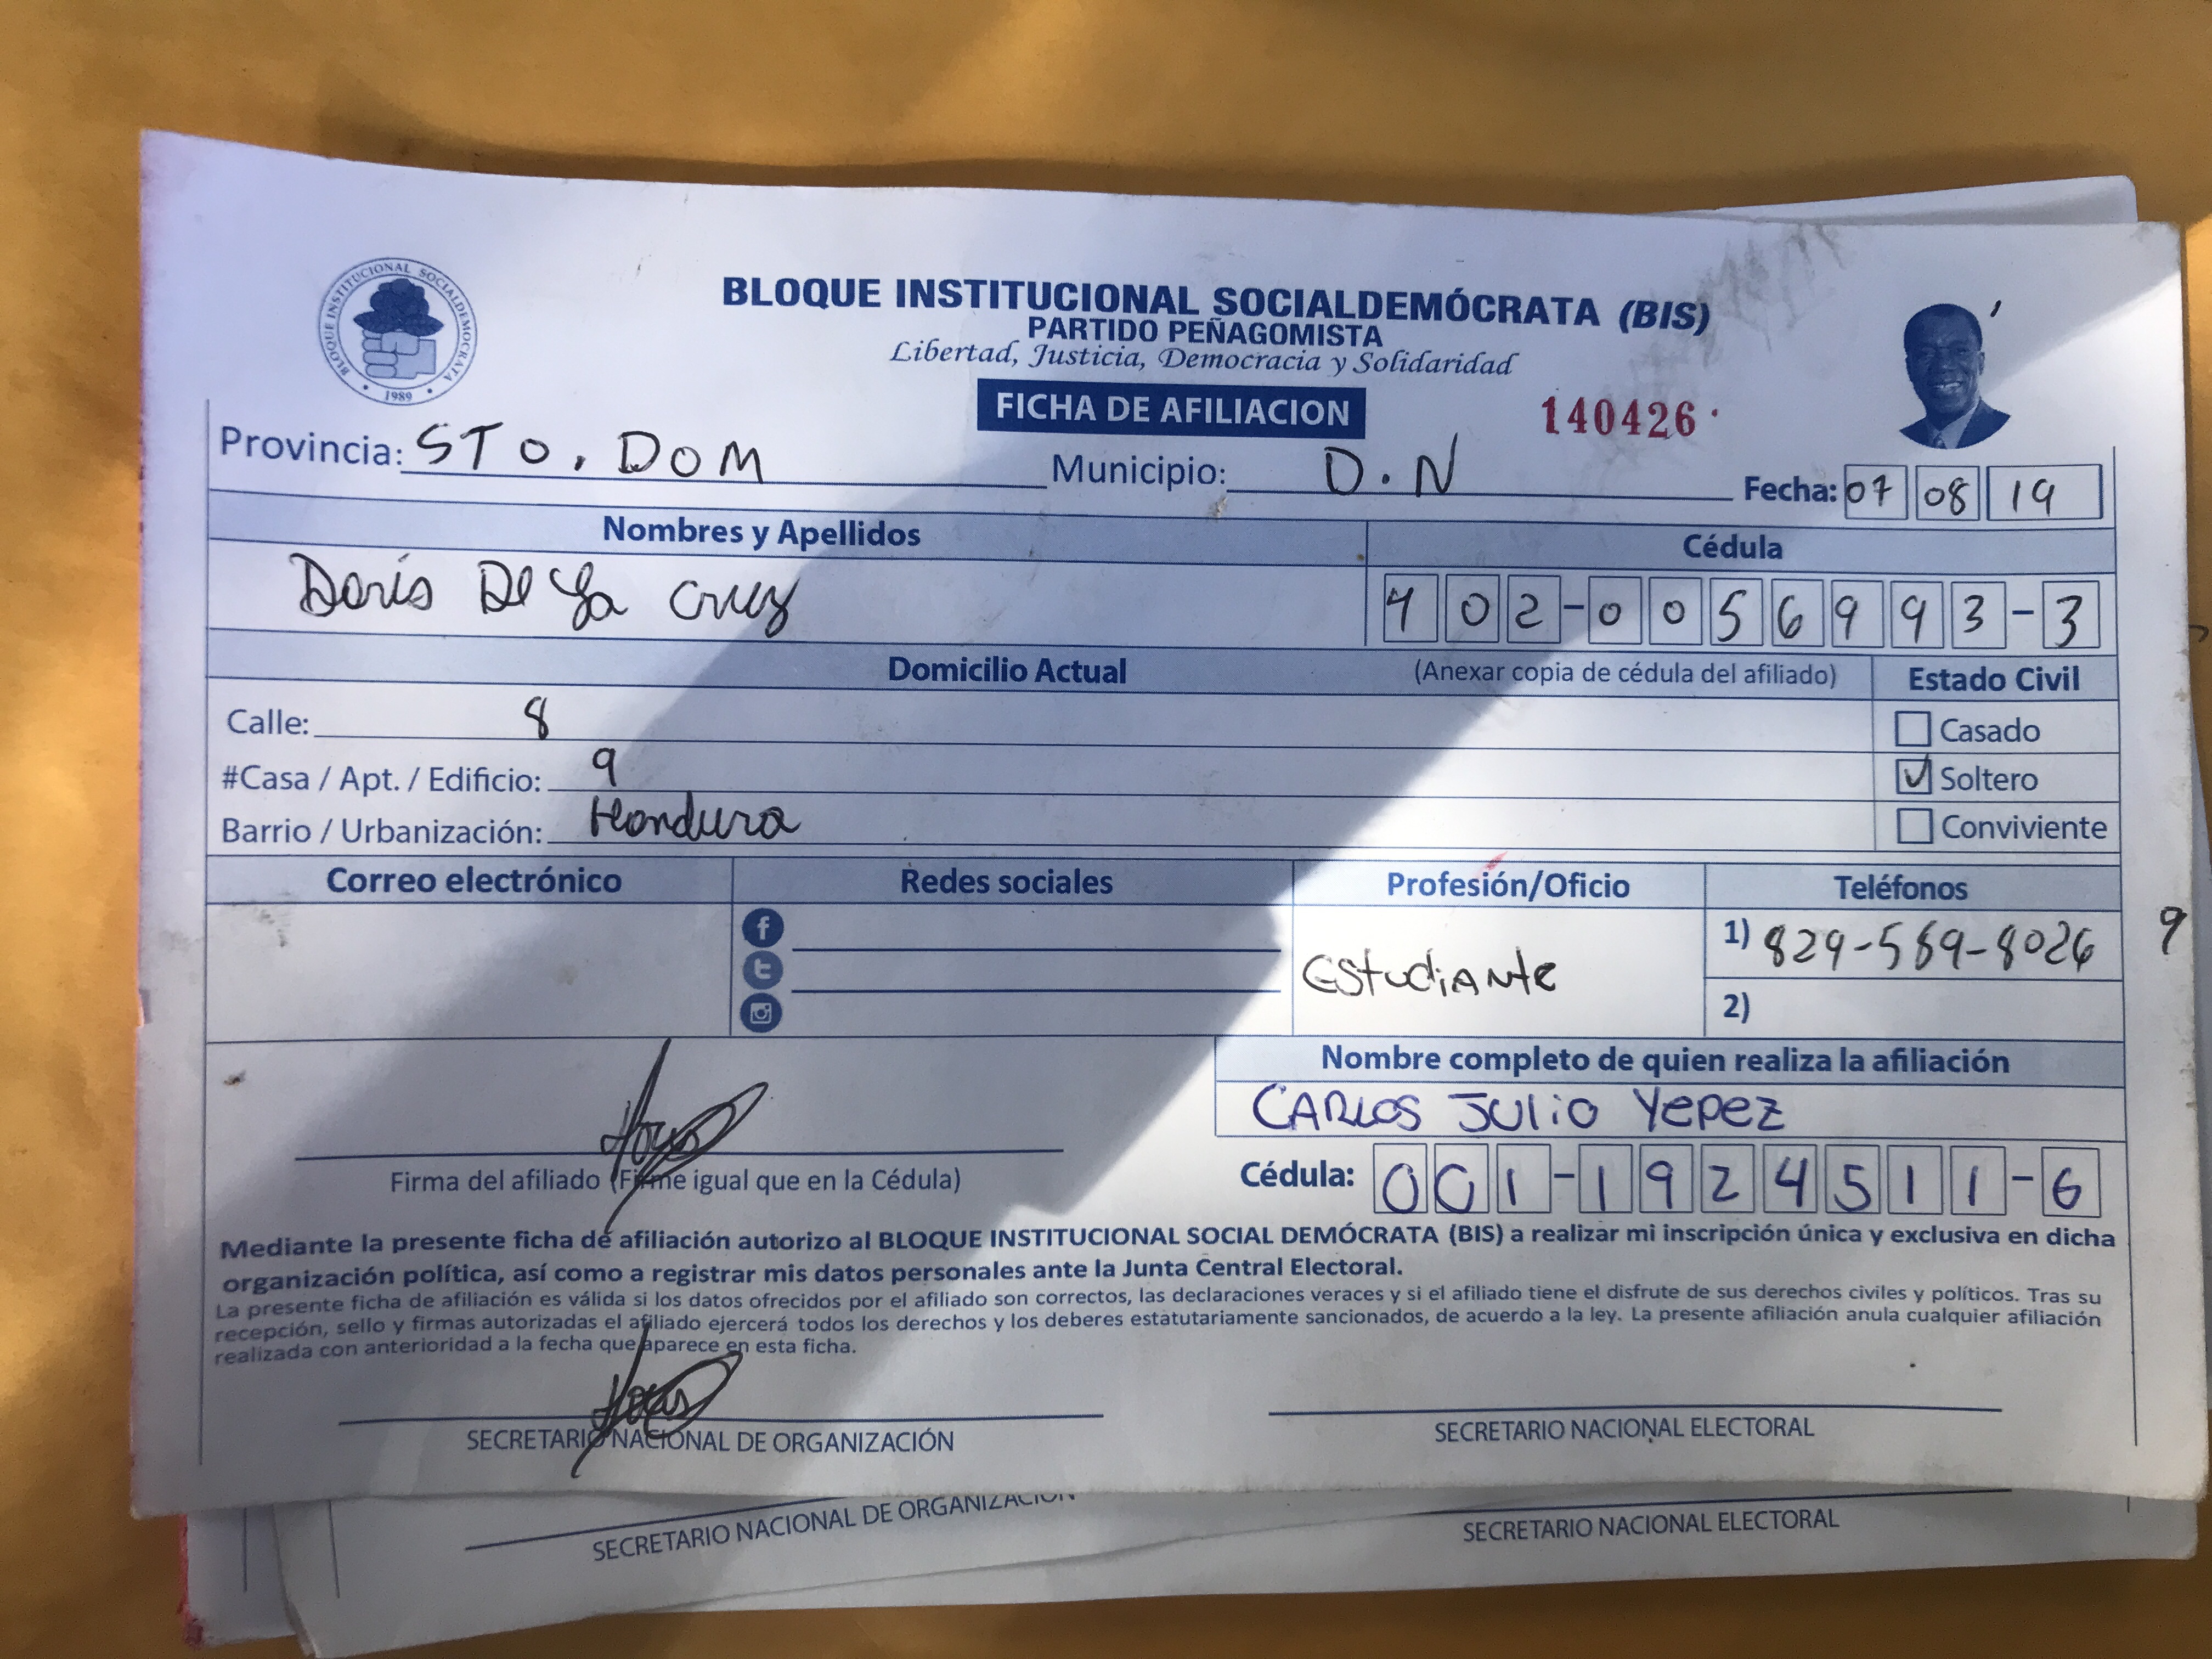 BLOQUE INSTITUCIONAL SOCIALDEMOCRATA
1989
BLOQUE INSTITUCIONAL SOCIALDEMÓCRATA (BIS)
PARTIDO PEÑAGOMISTA
Libertad, Justicia, Democracia y Solidaridad
FICHA DE AFILIACION
140426
Provincia: STO. DOM Municipio: D.N Fecha: 07 08 19
Nombres y Apellidos Cédula
Doris De La Cruz 402-0056993-3
Domicilio Actual (Anexar copia de cédula del afiliado) Estado Civil
Calle: 8 Casado
#Casa / Apt. / Edificio: 9 Soltero
Barrio / Urbanización: Hondura Conviviente
Correo electrónico Redes sociales Profesión/Oficio Teléfonos
Estudiante 1) 829-569-8026 9
2)
Nombre completo de quien realiza la afiliación
CARLOS JULIO YEPEZ
Firma del afiliado (Firme igual que en la Cédula) Cédula: 001-1924511-6
Mediante la presente ficha de afiliación autorizo al BLOQUE INSTITUCIONAL SOCIAL DEMÓCRATA (BIS) a realizar mi inscripción única y exclusiva en dicha
organización política, así como a registrar mis datos personales ante la Junta Central Electoral.
La presente ficha de afiliación es válida si los datos ofrecidos por el afiliado son correctos, las declaraciones veraces y si el afiliado tiene el disfrute de sus derechos civiles y políticos. Tras su
recepción, sello y firmas autorizadas el afiliado ejercerá todos los derechos y los deberes estatutariamente sancionados, de acuerdo a la ley. La presente afiliación anula cualquier afiliación
realizada con anterioridad a la fecha que aparece en esta ficha.
SECRETARIO NACIONAL DE ORGANIZACIÓN SECRETARIO NACIONAL ELECTORAL
SECRETARIO NACIONAL DE ORGANIZACIÓN SECRETARIO NACIONAL ELECTORAL